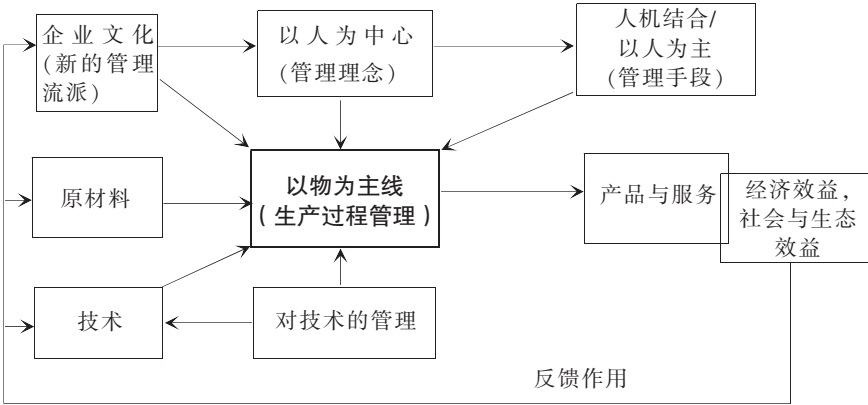 企业文化
(新的管理
流派)
以人为中心
(管理理念)
人机结合/
以人为主
(管理手段)
原材料
以物为主线
(生产过程管理)
产品与服务
经济效益,
社会与生态
效益
技术
对技术的管理
反馈作用